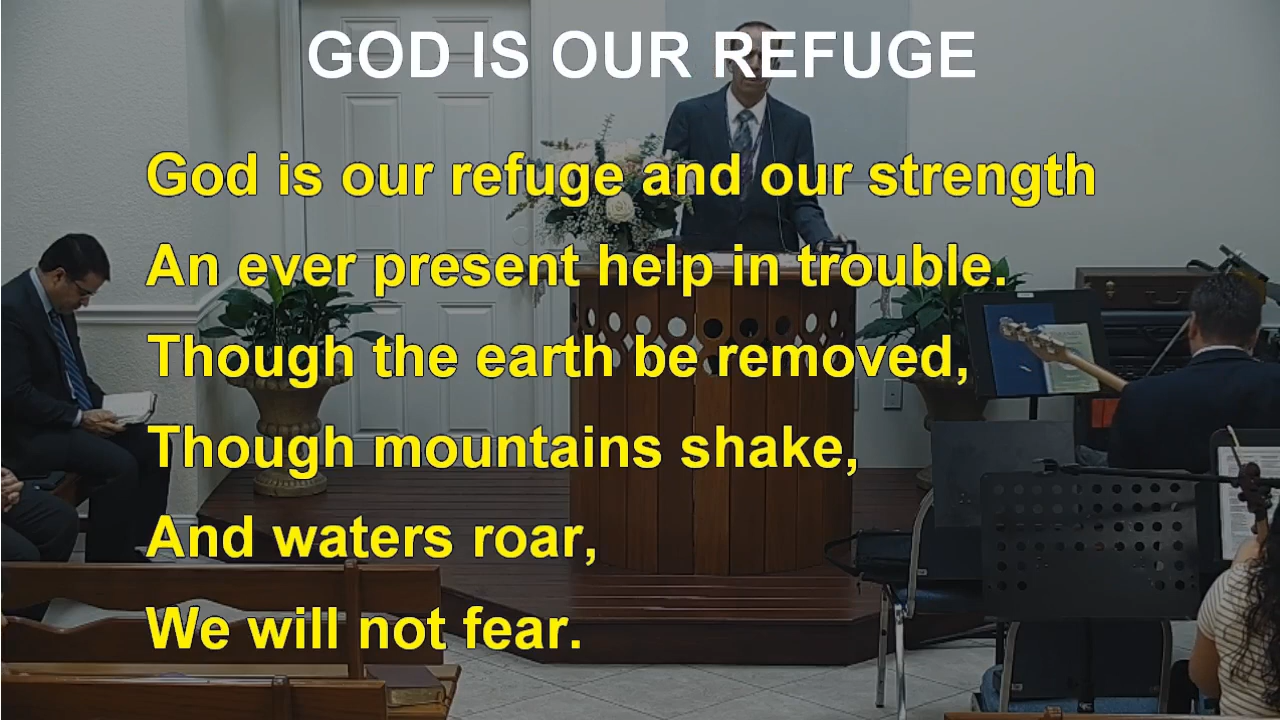 GOD IS OUR REFUGE
God is our refuge and our strength
An ever present help in trouble.
Though the earth be removed,
Though mountains shake,
And waters roar,
We will not fear.